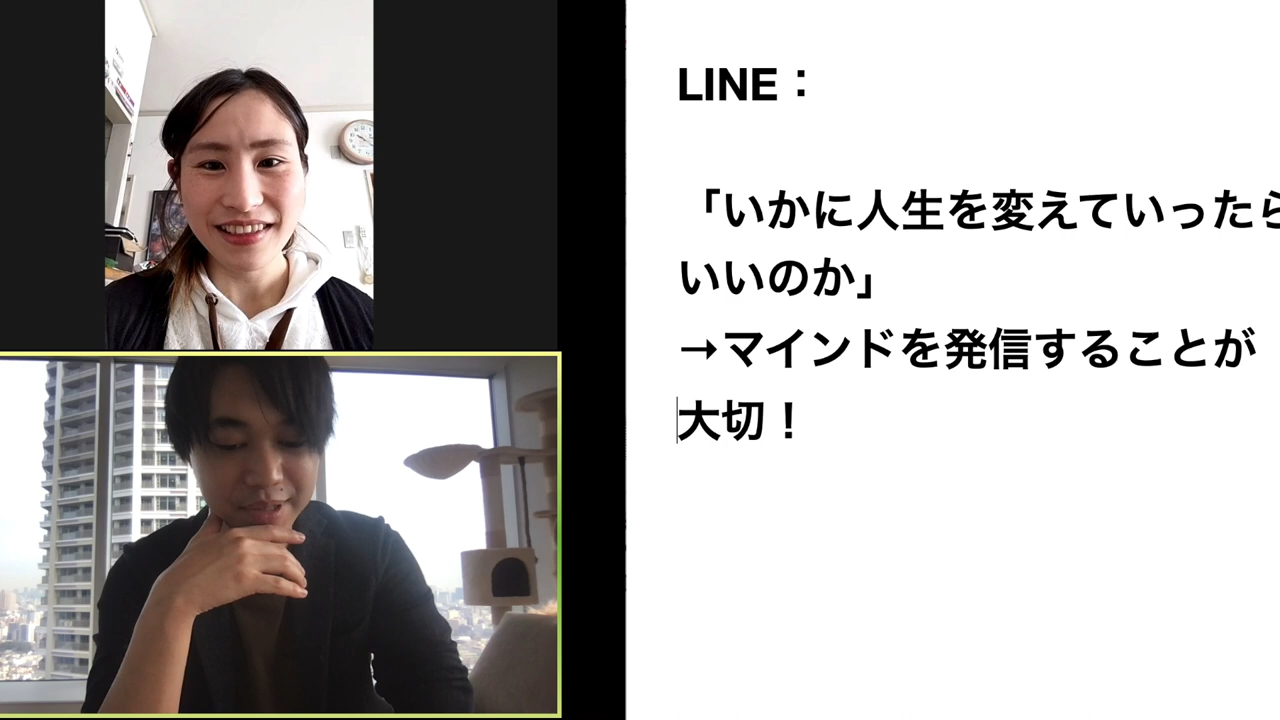 LINE：
「いかに人生を変えていったら
いいのか」
→マインドを発信することが
大切！